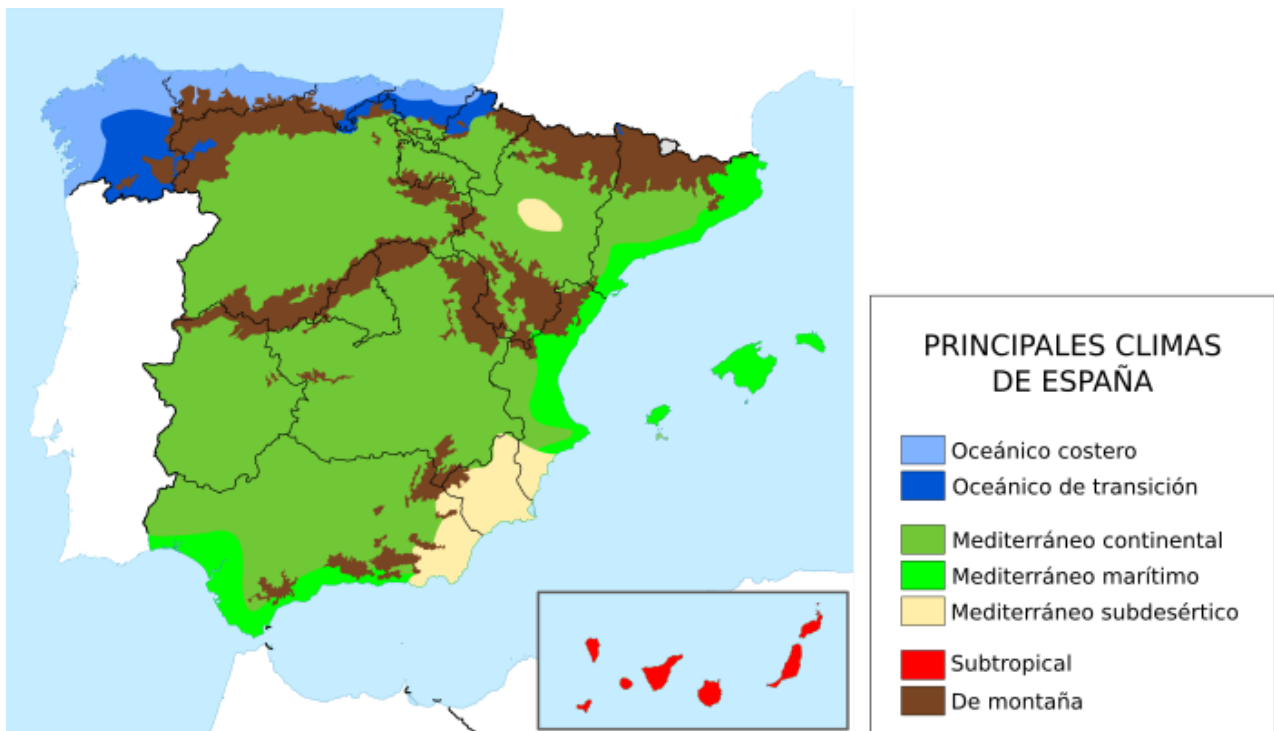 PRINCIPALES CLIMAS
DE ESPAÑA
Oceánico costero
Oceánico de transición
Mediterráneo continental
Mediterráneo marítimo
Mediterráneo subdesértico
Subtropical
De montaña